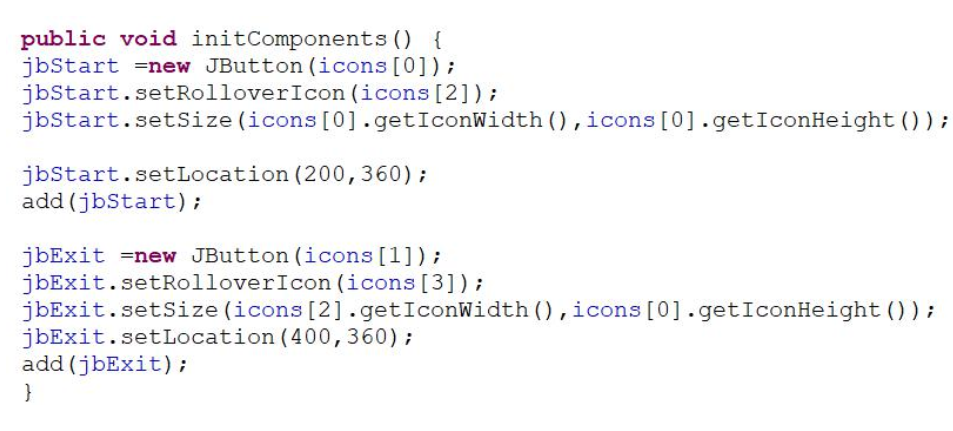 public void initComponents() {
jbStart =new JButton(icons[0]);
jbStart.setRolloverIcon(icons[2]);
jbStart.setSize(icons[0].getIconWidth(),icons[0].getIconHeight());
jbStart.setLocation(200,360);
add(jbStart);
jbExit =new JButton(icons[1]);
jbExit.setRolloverIcon(icons[3]);
jbExit.setSize(icons[2].getIconWidth(),icons[0].getIconHeight());
jbExit.setLocation(400,360);
add(jbExit);
}